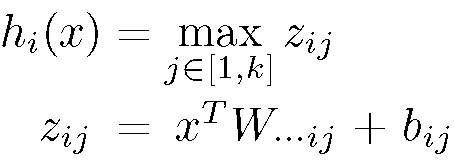 h_i(x) = max_{j∈[1,k]} z_{ij}
z_{ij} = x^T W_{⋯ij} + b_{ij}